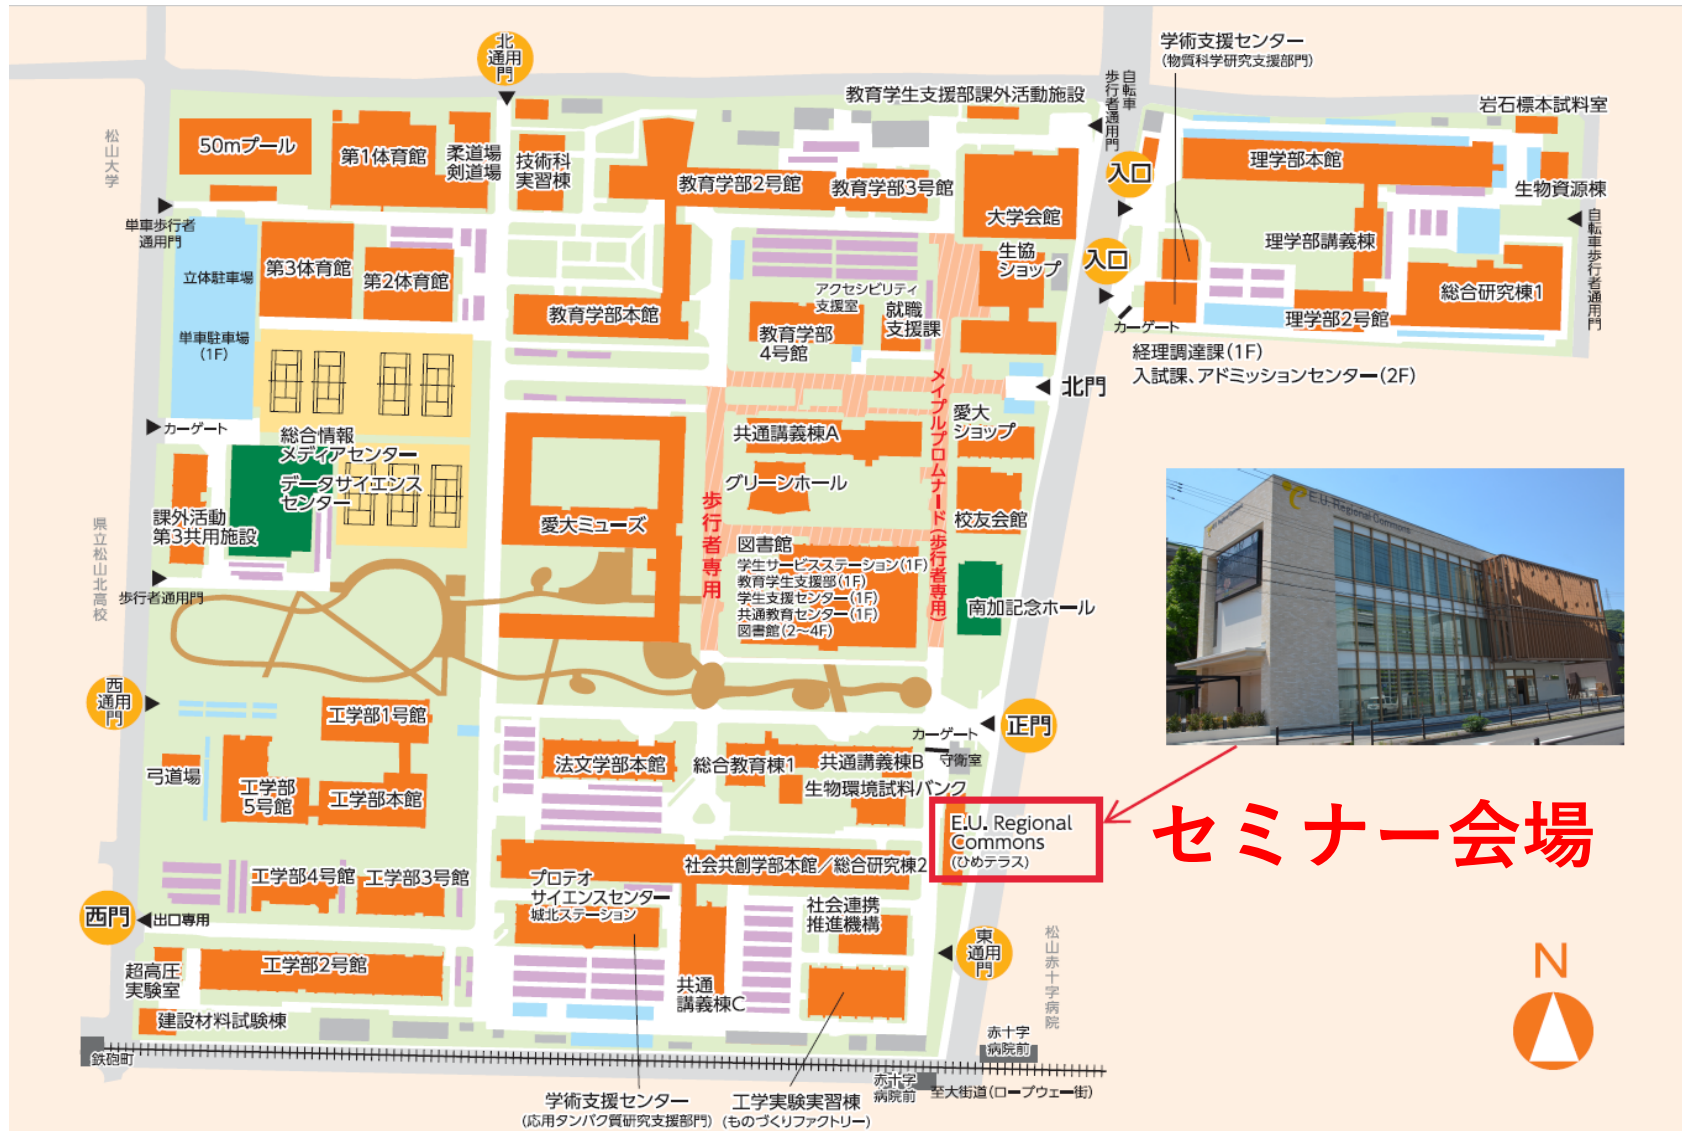 北
通用
門
学術支援センター
(物質科学研究支援部門)
自転車
歩行者通用門
教育学生支援部課外活動施設
岩石標本試料室
松山大学
50mプール
第1体育館
柔道場
剣道場
技術科
実習棟
教育学部2号館
教育学部3号館
大学会館
入口
理学部本館
生物資源棟
単車歩行者
通用門
自転車歩行者通用門
理学部講義棟
立体駐車場
第3体育館
第2体育館
生協
ショップ
入口
アクセシビリティ
支援室
就職
支援課
総合研究棟1
教育学部本館
教育学部
4号館
カーゲート
理学部2号館
単車駐車場
(1F)
経理調達課(1F)
入試課、アドミッションセンター(2F)
北門
メイプルプロムナード(歩行者専用)
カーゲート
総合情報
メディアセンター
データサイエンス
センター
共通講義棟A
愛大
ショップ
グリーンホール
歩行者専用
課外活動
第3共用施設
愛大ミューズ
校友会館
県立松山北高校
図書館
学生サービスステーション(1F)
教育学生支援部(1F)
学生支援センター(1F)
共通教育センター(1F)
図書館(2〜4F)
歩行者通用門
南加記念ホール
E.U. Regional Commons
西
通用
門
工学部1号館
正門
カーゲート
守衛室
弓道場
工学部
5号館
工学部本館
法文学部本館
総合教育棟1
共通講義棟B
生物環境試料バンク
E.U. Regional
Commons
(ひめテラス)
セミナー会場
工学部4号館
工学部3号館
社会共創学部本館／総合研究棟2
プロテオ
サイエンスセンター
城北ステーション
社会連携
推進機構
西門
出口専用
東
通用
門
松山赤十字病院
超高圧
実験室
工学部2号館
共通
講義棟C
建設材料試験棟
N
鉄砲町
赤十字
病院前
赤十字
病院前
至大街道(ロープウェー街)
学術支援センター
(応用タンパク質研究支援部門)
工学実験実習棟
(ものづくりファクトリー)